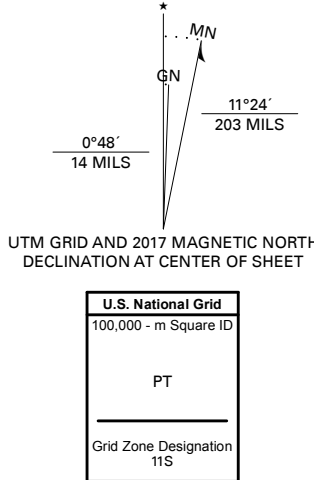 ★
MN
GN
0°48´
14 MILS
11°24´
203 MILS
UTM GRID AND 2017 MAGNETIC NORTH
DECLINATION AT CENTER OF SHEET
U.S. National Grid
100,000 - m Square ID
PT
Grid Zone Designation
11S